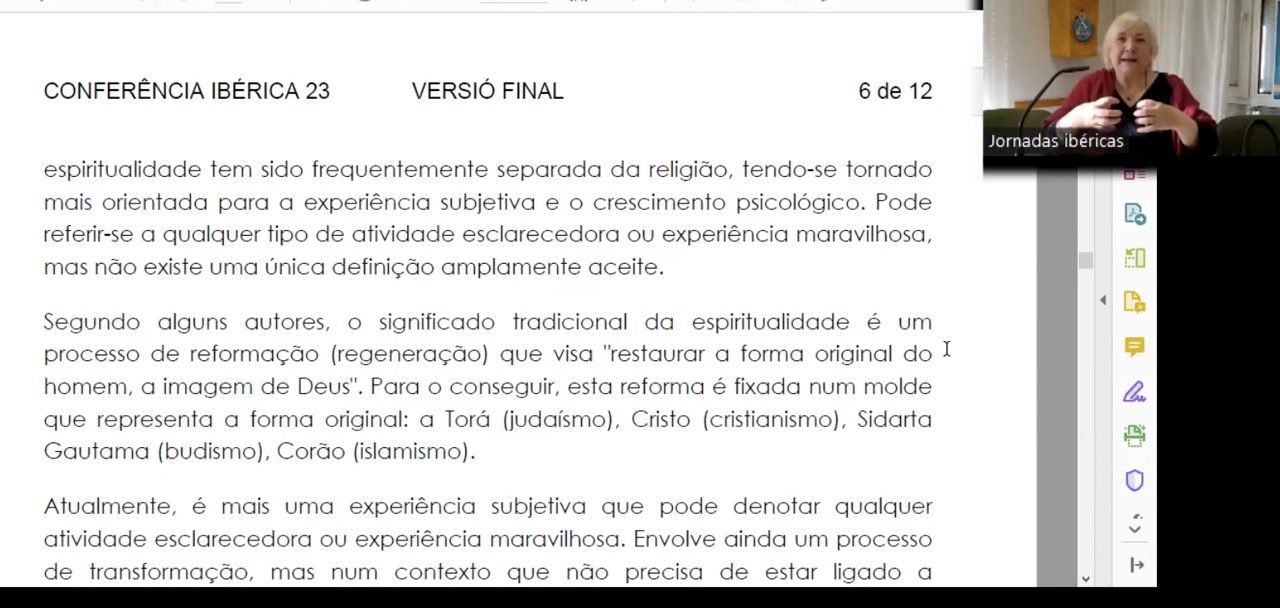 CONFERÊNCIA IBÉRICA 23 VERSIÓ FINAL 6 de 12
Jornadas ibéricas
espiritualidade tem sido frequentemente separada da religião, tendo-se tornado
mais orientada para a experiência subjetiva e o crescimento psicológico. Pode
referir-se a qualquer tipo de atividade esclarecedora ou experiência maravilhosa,
mas não existe uma única definição amplamente aceite.
Segundo alguns autores, o significado tradicional da espiritualidade é um
processo de reformação (regeneração) que visa "restaurar a forma original do
homem, a imagem de Deus". Para o conseguir, esta reforma é fixada num molde
que representa a forma original: a Torá (judaísmo), Cristo (cristianismo), Sidarta
Gautama (budismo), Corão (islamismo).
Atualmente, é mais uma experiência subjetiva que pode denotar qualquer
atividade esclarecedora ou experiência maravilhosa. Envolve ainda um processo
de transformação, mas num contexto que não precisa de estar ligado a